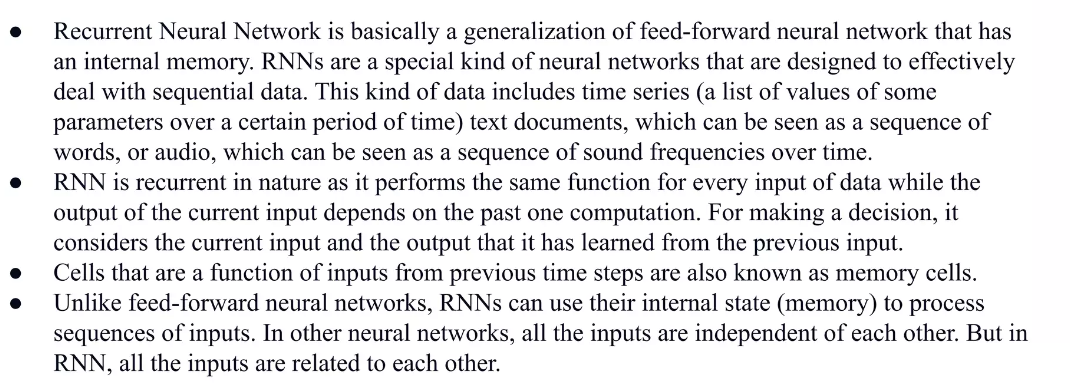 ● Recurrent Neural Network is basically a generalization of feed-forward neural network that has
an internal memory. RNNs are a special kind of neural networks that are designed to effectively
deal with sequential data. This kind of data includes time series (a list of values of some
parameters over a certain period of time) text documents, which can be seen as a sequence of
words, or audio, which can be seen as a sequence of sound frequencies over time.
● RNN is recurrent in nature as it performs the same function for every input of data while the
output of the current input depends on the past one computation. For making a decision, it
considers the current input and the output that it has learned from the previous input.
● Cells that are a function of inputs from previous time steps are also known as memory cells.
● Unlike feed-forward neural networks, RNNs can use their internal state (memory) to process
sequences of inputs. In other neural networks, all the inputs are independent of each other. But in
RNN, all the inputs are related to each other.